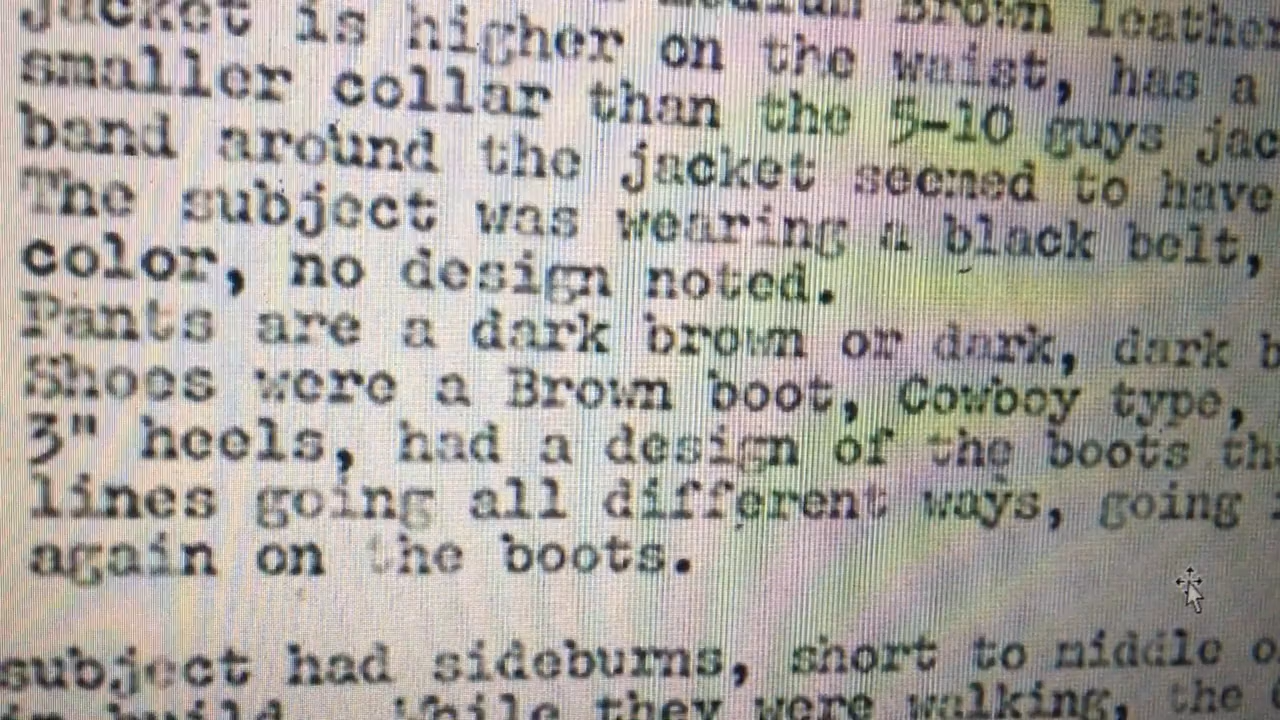 jacket is higher on the waist, has a
smaller collar than the 5-10 guys jac
band around the jacket seemed to have
The subject was wearing a black belt,
color, no design noted.
Pants are a dark brown or dark, dark b
Shoes were a Brown boot, Cowboy type,
3" heels, had a design of the boots th
lines going all different ways, going
again on the boots.
subject had sideburns, short to middle o
build. While they were walking, the